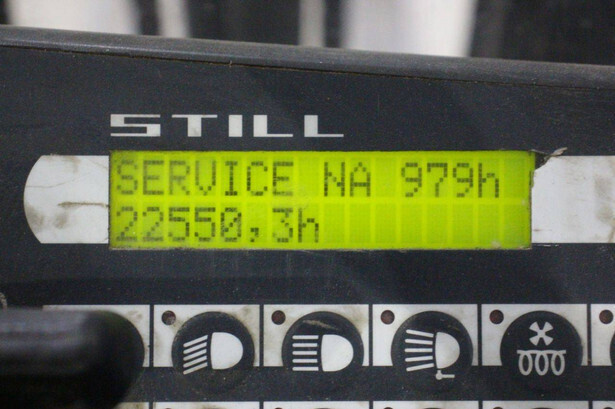 STILL
SERVICE NA 979h
22550,3h